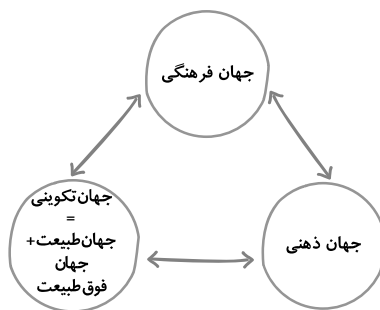 جهان فرهنگی
جهان تکوینی
=
جهان طبیعت+
جهان
فوق طبیعت
جهان ذهنی